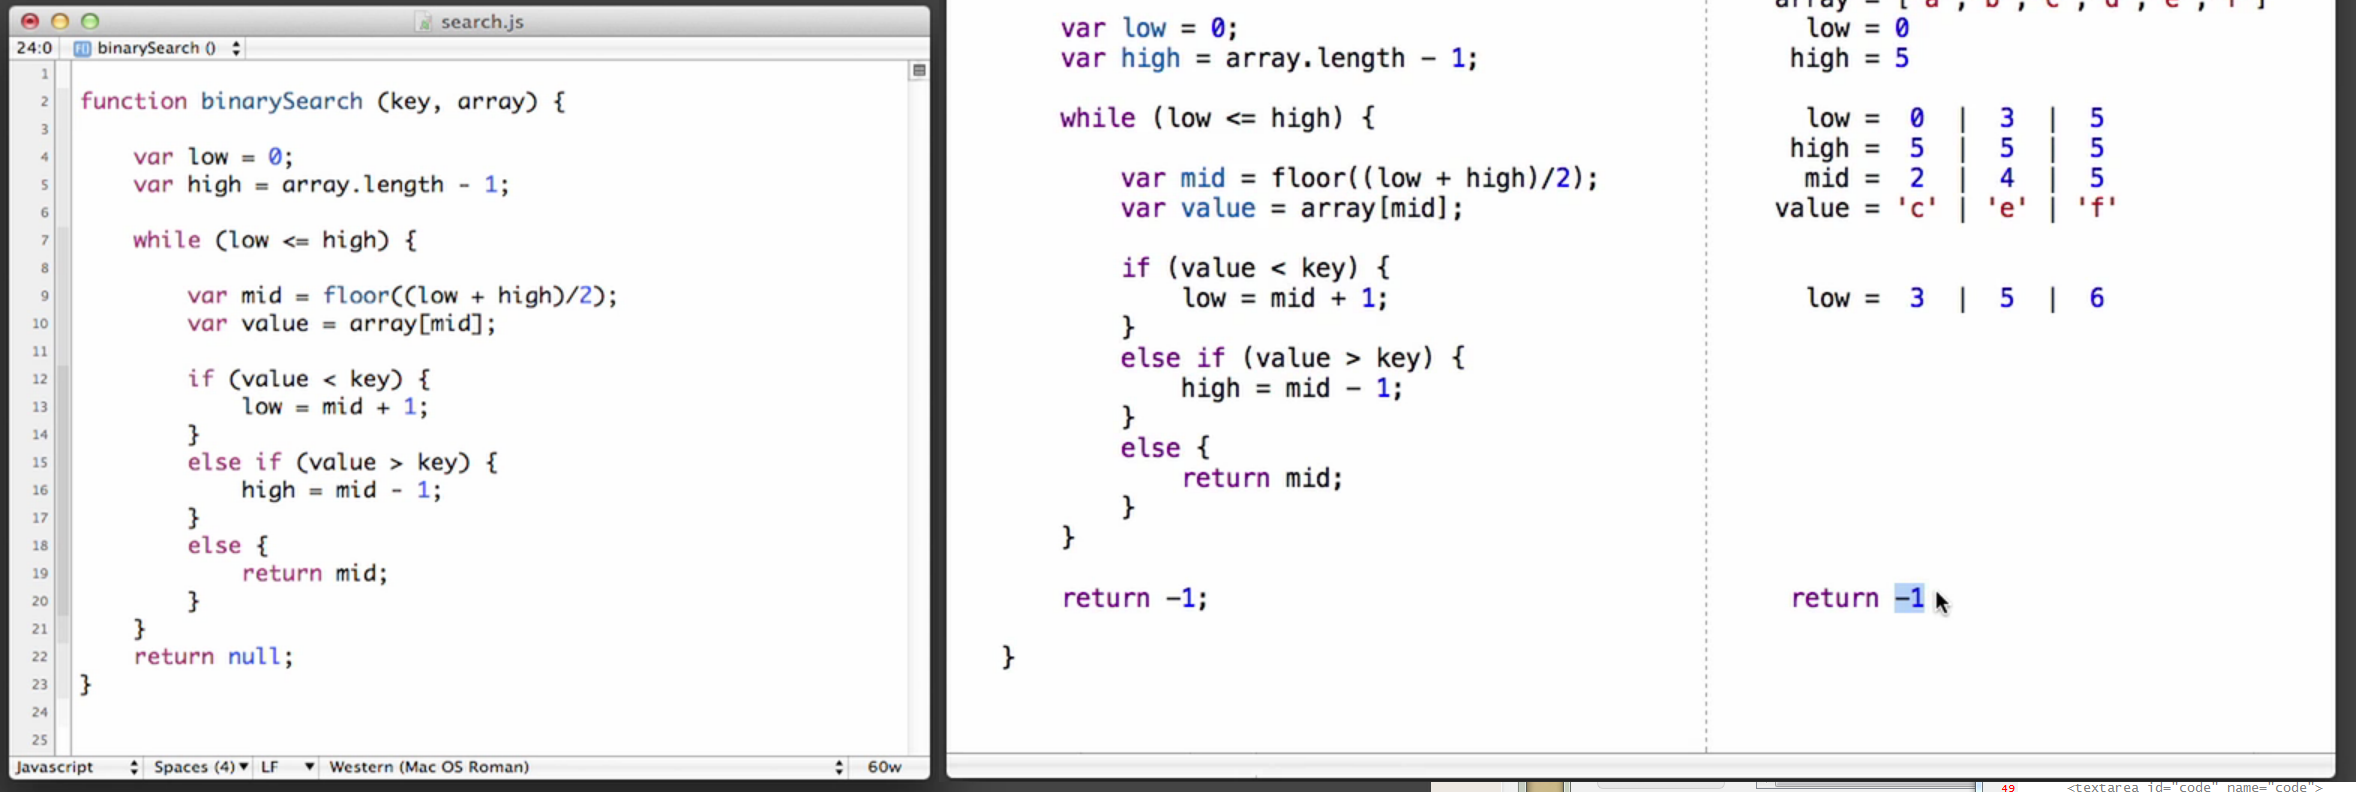 search.js
24:0 binarySearch ()
1
2 function binarySearch (key, array) {
3
4 var low = 0;
5 var high = array.length - 1;
6
7 while (low <= high) {
8
9 var mid = floor((low + high)/2);
10 var value = array[mid];
11
12 if (value < key) {
13 low = mid + 1;
14 }
15 else if (value > key) {
16 high = mid - 1;
17 }
18 else {
19 return mid;
20 }
21 }
22 return null;
23 }
24
25
Javascript Spaces (4) LF Western (Mac OS Roman) 60w
var low = 0;
var high = array.length - 1;
while (low <= high) {
var mid = floor((low + high)/2);
var value = array[mid];
if (value < key) {
low = mid + 1;
}
else if (value > key) {
high = mid - 1;
}
else {
return mid;
}
}
return -1;
}
array = ['a', 'b', 'c', 'd', 'e', 'f']
low = 0
high = 5
low = 0 | 3 | 5
high = 5 | 5 | 5
mid = 2 | 4 | 5
value = 'c' | 'e' | 'f'
low = 3 | 5 | 6
return -1
49 <textarea id="code" name="code">